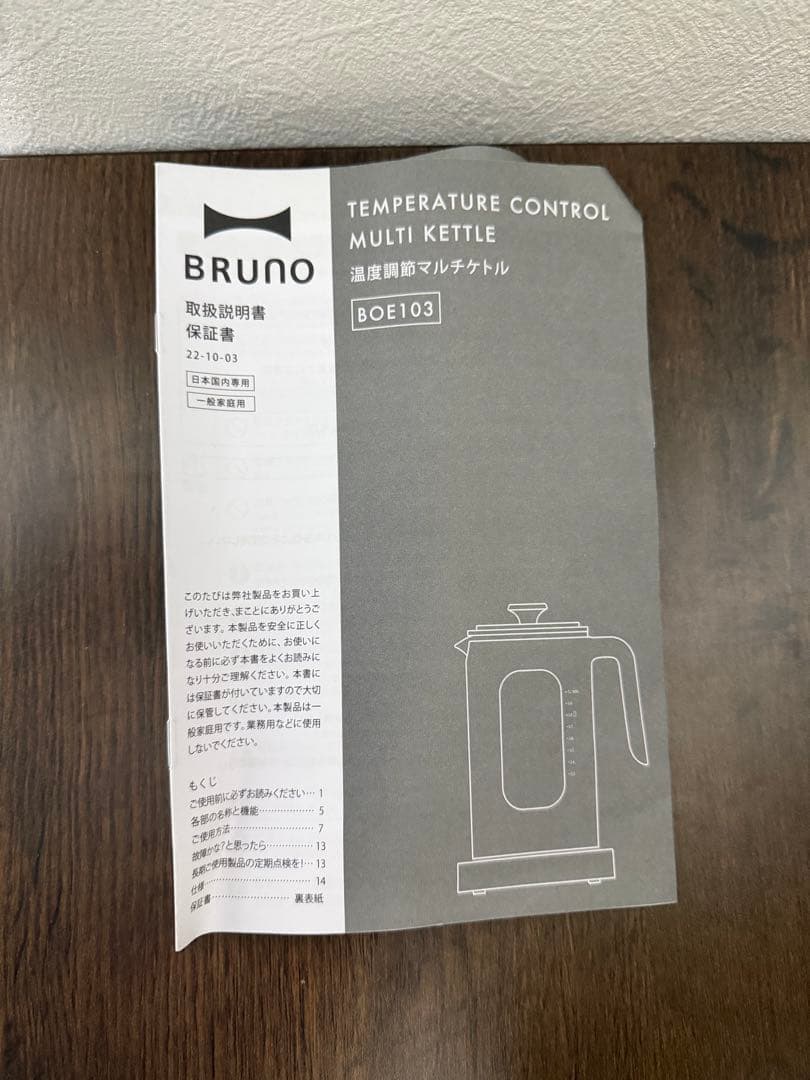 BRUNO
取扱説明書
保証書
22-10-03
日本国内専用
一般家庭用
TEMPERATURE CONTROL
MULTI KETTLE
温度調節マルチケトル
BOE103
このたびは弊社製品をお買い上
げいただき、まことにありがとうご
ざいます。本製品を安全に正しく
お使いいただくために、お使いに
なる前に必ず本書をよくお読みに
なり十分ご理解ください。本書に
は保証書が付いていますので大切
に保管してください。本製品は一
般家庭用です。業務用などに使用
しないでください。
もくじ
ご使用前に必ずお読みください… 1
各部の名称と機能……………… 5
ご使用方法……………………… 7
故障かな?と思ったら………… 13
長期ご使用製品の定期点検を!… 13
仕様……………………………… 14
保証書………………………… 裏表紙